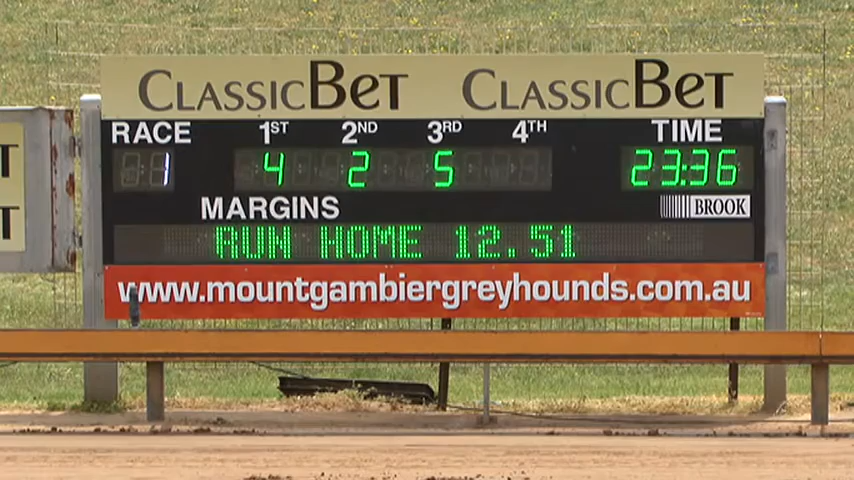 CLASSICBET CLASSICBET
RACE 1ST 2ND 3RD 4TH TIME
1 4 2 5 23:36
MARGINS BROOK
RUN HOME 12.51
www.mountgambiergreyhounds.com.au